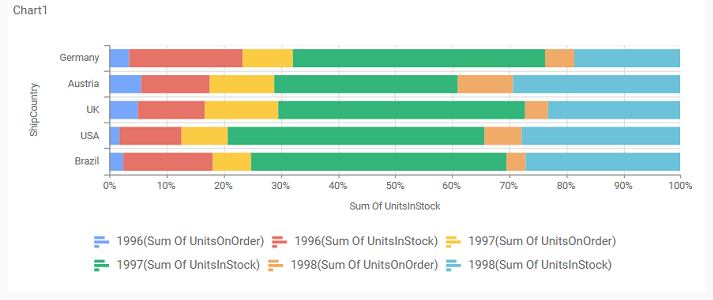 Chart1
ShipCountry
Germany
Austria
UK
USA
Brazil
0% 10% 20% 30% 40% 50% 60% 70% 80% 90% 100%
Sum Of UnitsInStock
1996(Sum Of UnitsOnOrder) 1996(Sum Of UnitsInStock) 1997(Sum Of UnitsOnOrder)
1997(Sum Of UnitsInStock) 1998(Sum Of UnitsOnOrder) 1998(Sum Of UnitsInStock)